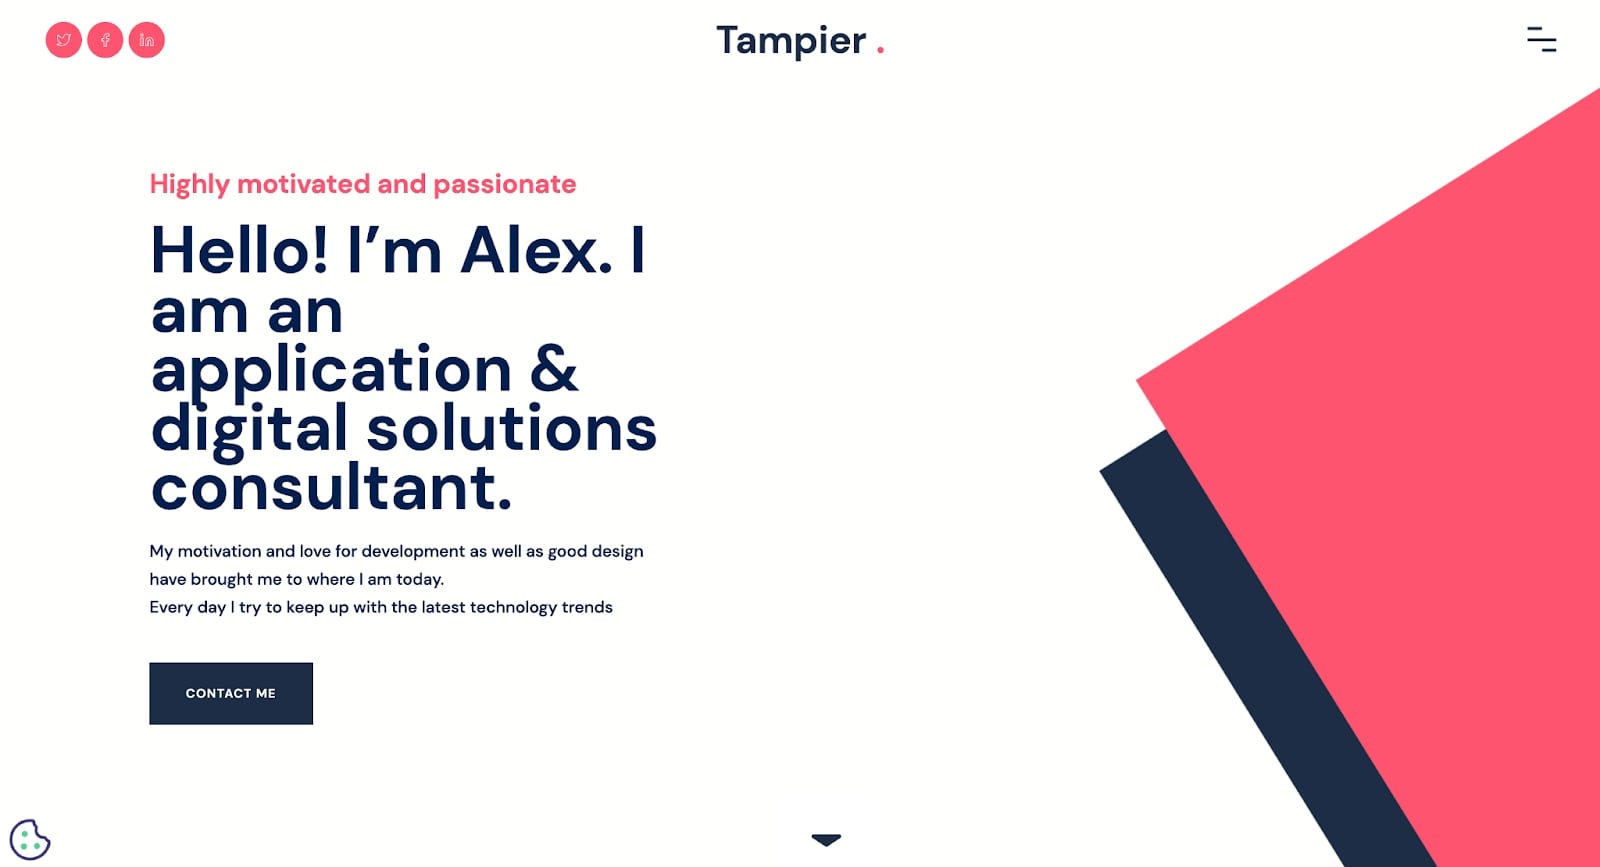 Tampier .
Highly motivated and passionate
Hello! I’m Alex. I
am an
application &
digital solutions
consultant.
My motivation and love for development as well as good design
have brought me to where I am today.
Every day I try to keep up with the latest technology trends
CONTACT ME